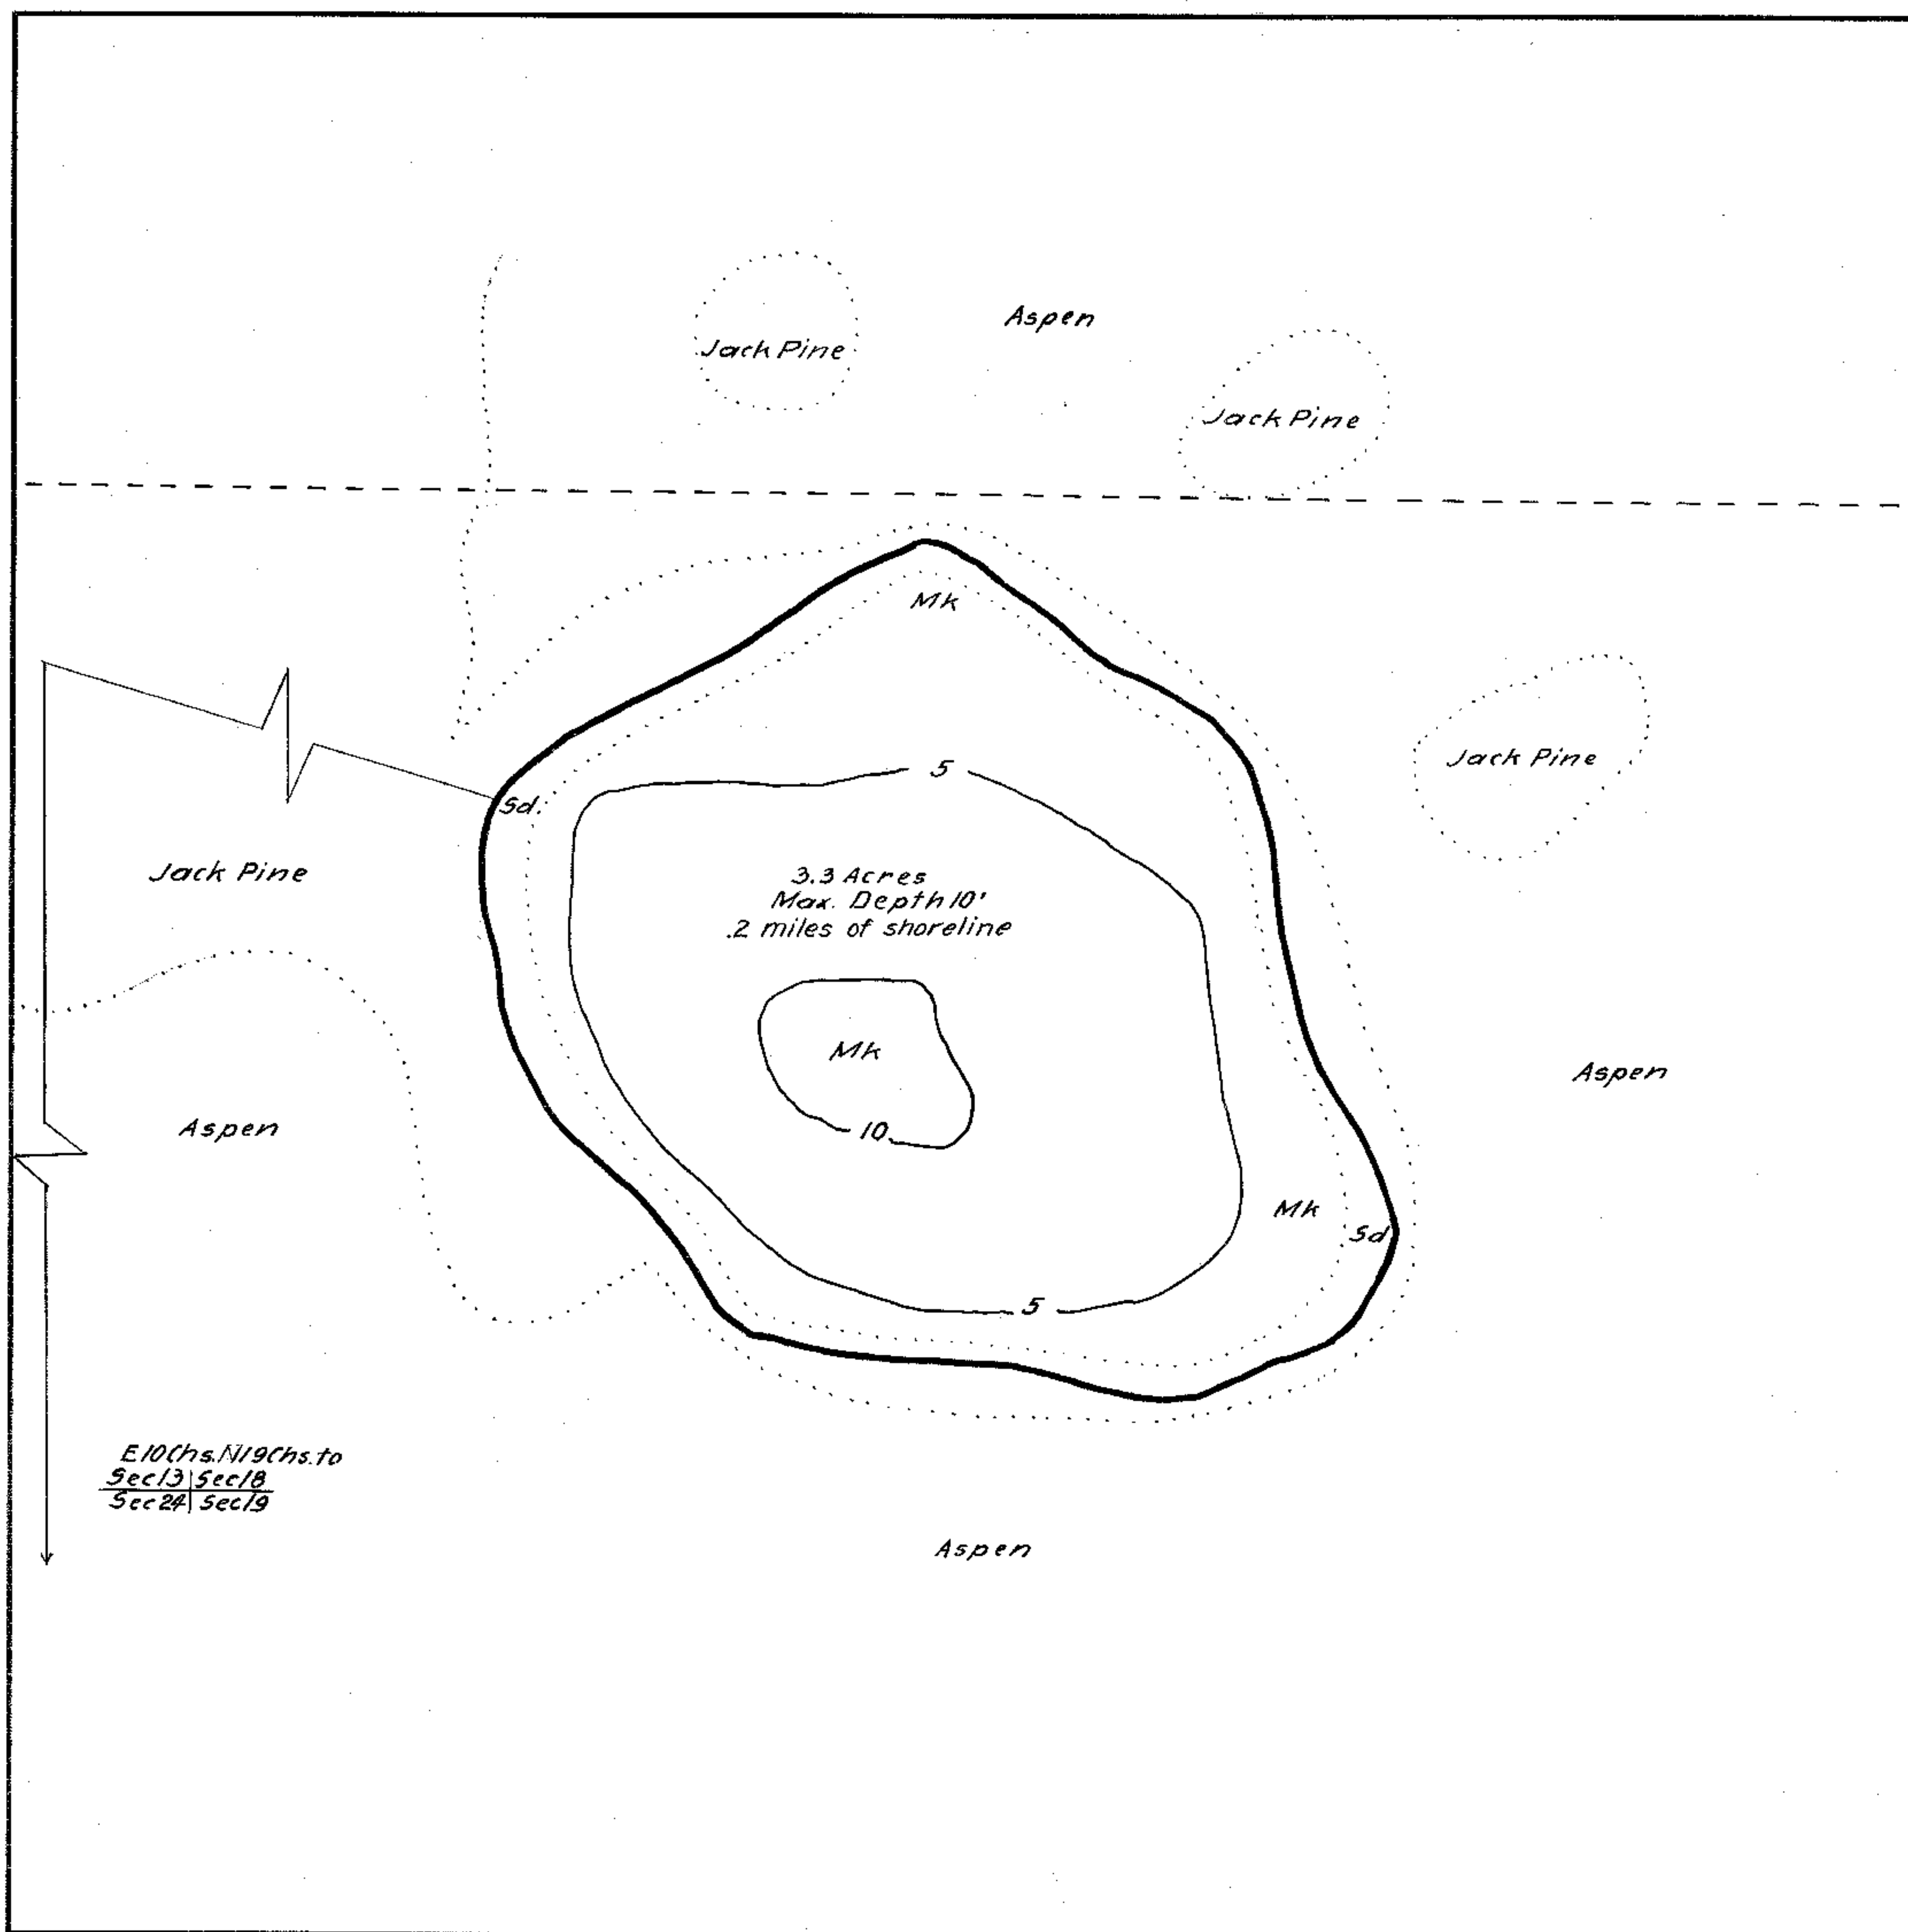 Aspen
Jack Pine
Jack Pine
Mk
Jack Pine
5
Sd.
Jack Pine
3.3 Acres
Max. Depth 10'
.2 miles of shoreline
Mk
Aspen
10
Aspen
Mk
Sd
5
E10Chs.N19Chs.to
Sec13|Sec18
Sec24|Sec19
Aspen